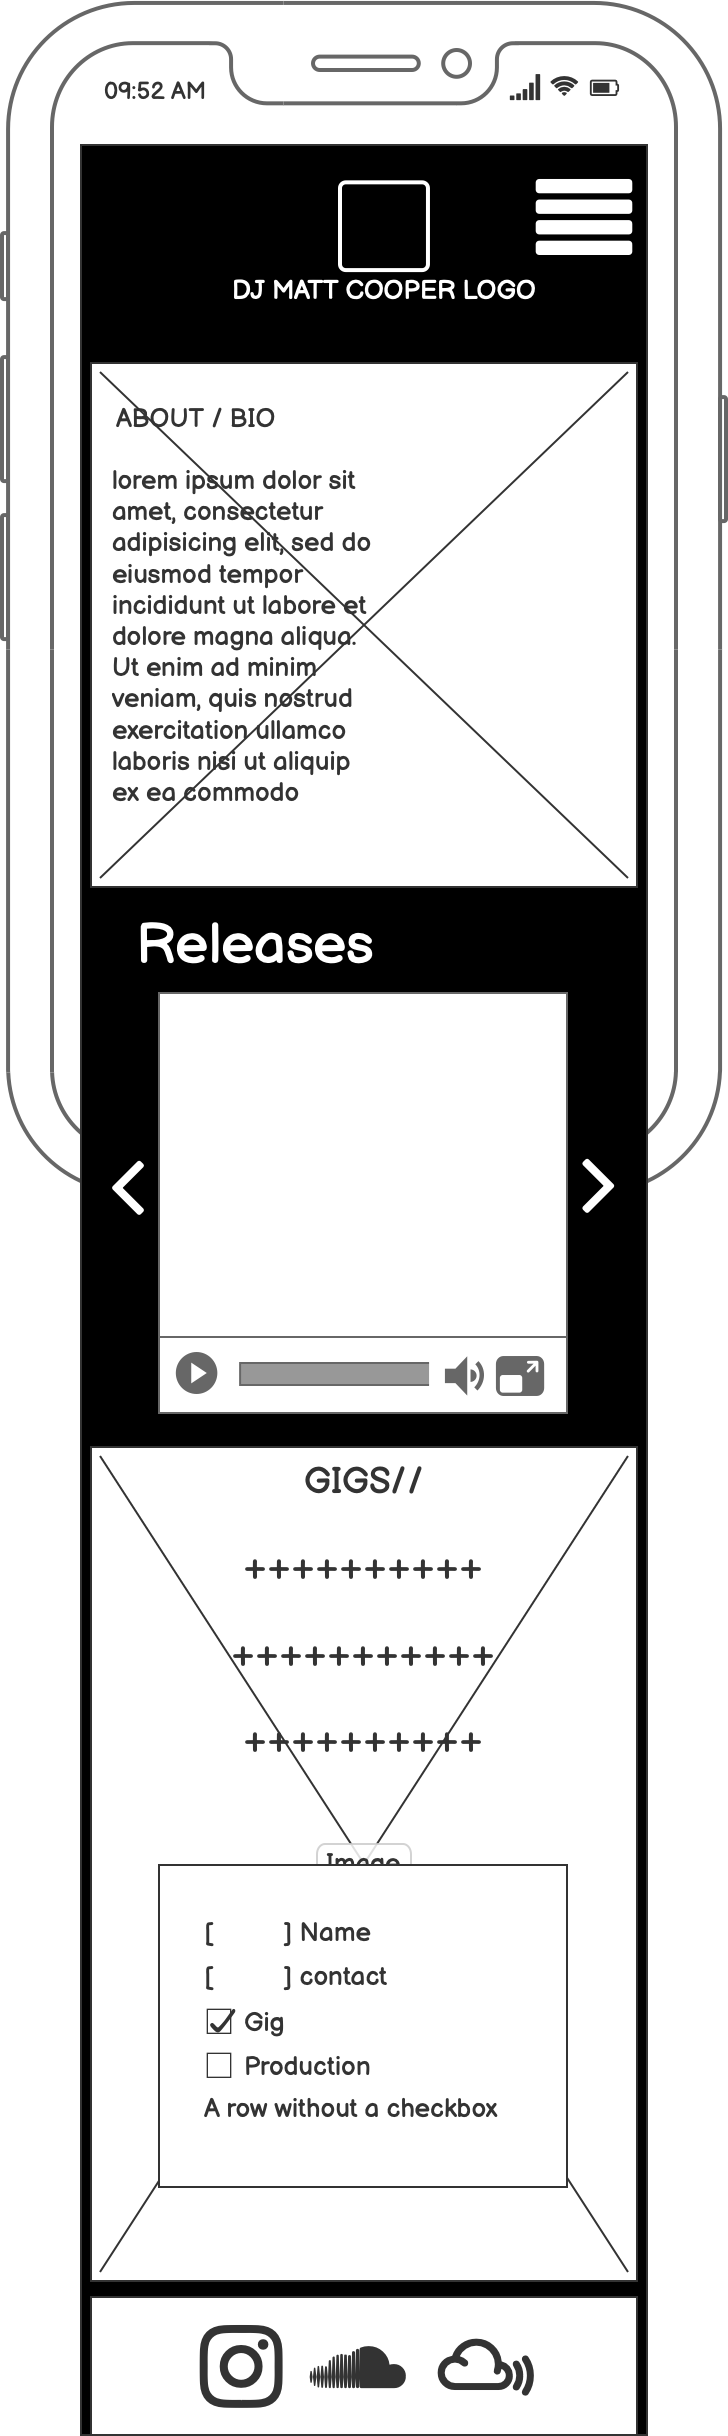 09:52 AM
DJ MATT COOPER LOGO
ABOUT / BIO
lorem ipsum dolor sit
amet, consectetur
adipisicing elit, sed do
eiusmod tempor
incididunt ut labore et
dolore magna aliqua.
Ut enim ad minim
veniam, quis nostrud
exercitation ullamco
laboris nisi ut aliquip
ex ea commodo
Releases
GIGS//
++++++++++
+++++++++++
++++++++++
Image
[ ] Name
[ ] contact
Gig
Production
A row without a checkbox